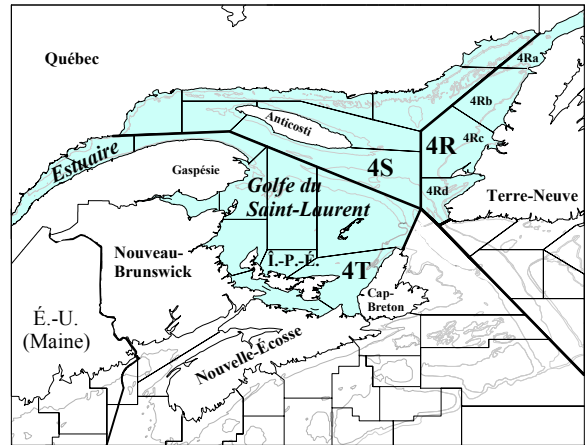 Québec
4Ra
4Rb
Anticosti
4R
4Rc
Estuaire
Gaspésie
4S
Golfe du
Saint-Laurent
4Rd
Terre-Neuve
Nouveau-
Brunswick
Î.-P.-É.
4T
É.-U.
(Maine)
Cap-
Breton
Nouvelle-Écosse